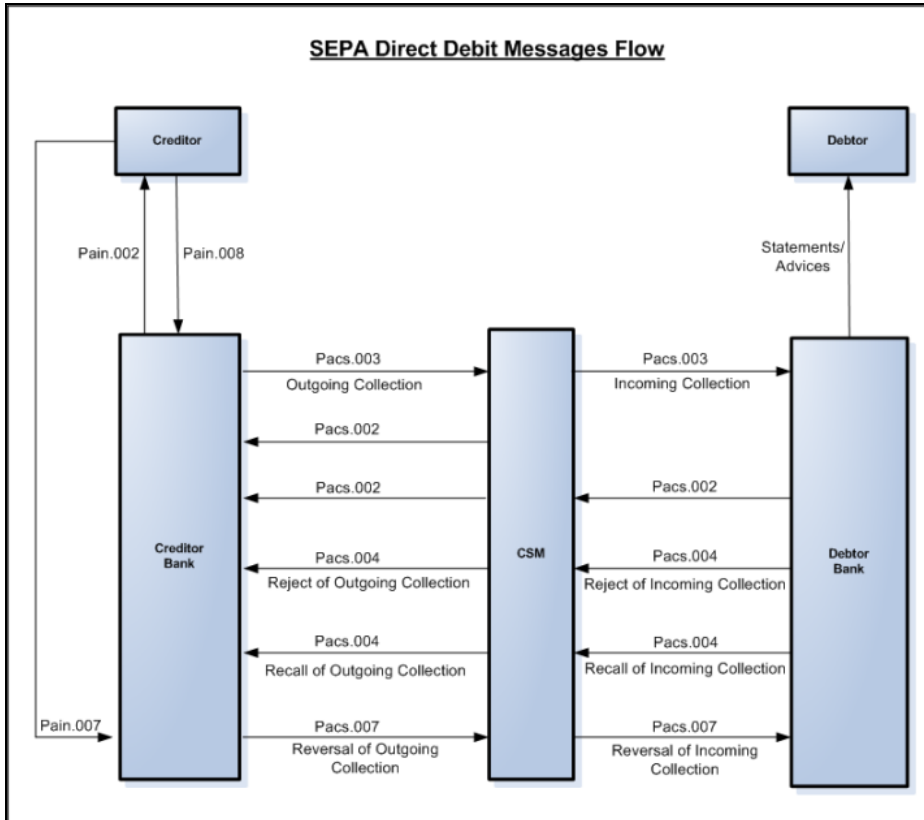 SEPA Direct Debit Messages Flow
Creditor
Debtor
Pain.002
Pain.008
Statements/
Advices
Pacs.003
Outgoing Collection
Pacs.003
Incoming Collection
Pacs.002
Pacs.002
Pacs.002
Creditor
Bank
CSM
Debtor
Bank
Pacs.004
Reject of Outgoing Collection
Pacs.004
Reject of Incoming Collection
Pacs.004
Recall of Outgoing Collection
Pacs.004
Recall of Incoming Collection
Pain.007
Pacs.007
Reversal of Outgoing
Collection
Pacs.007
Reversal of Incoming
Collection